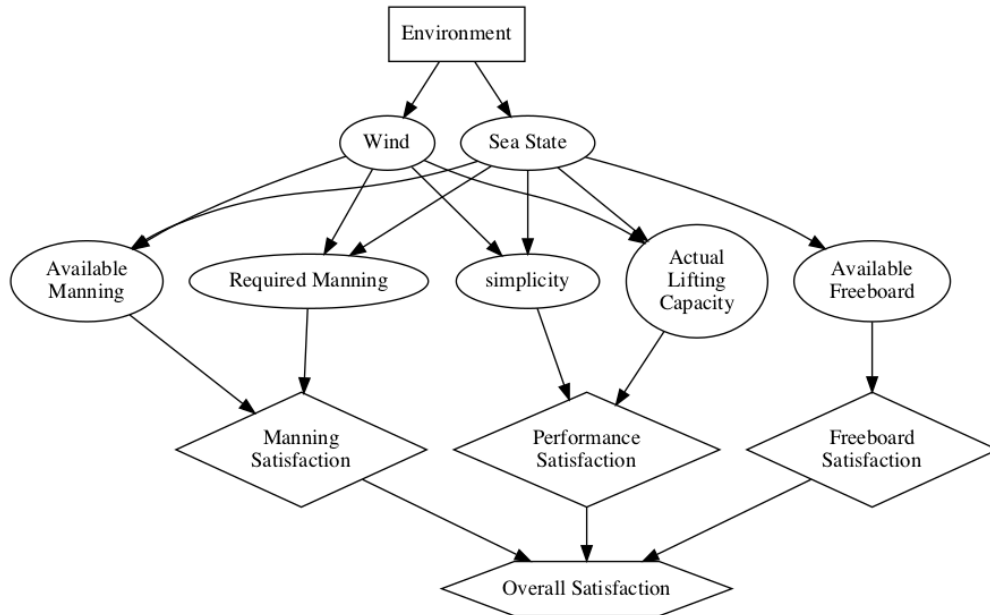 Environment
Wind
Sea State
Available
Manning
Required Manning
simplicity
Actual
Lifting
Capacity
Available
Freeboard
Manning
Satisfaction
Performance
Satisfaction
Freeboard
Satisfaction
Overall Satisfaction